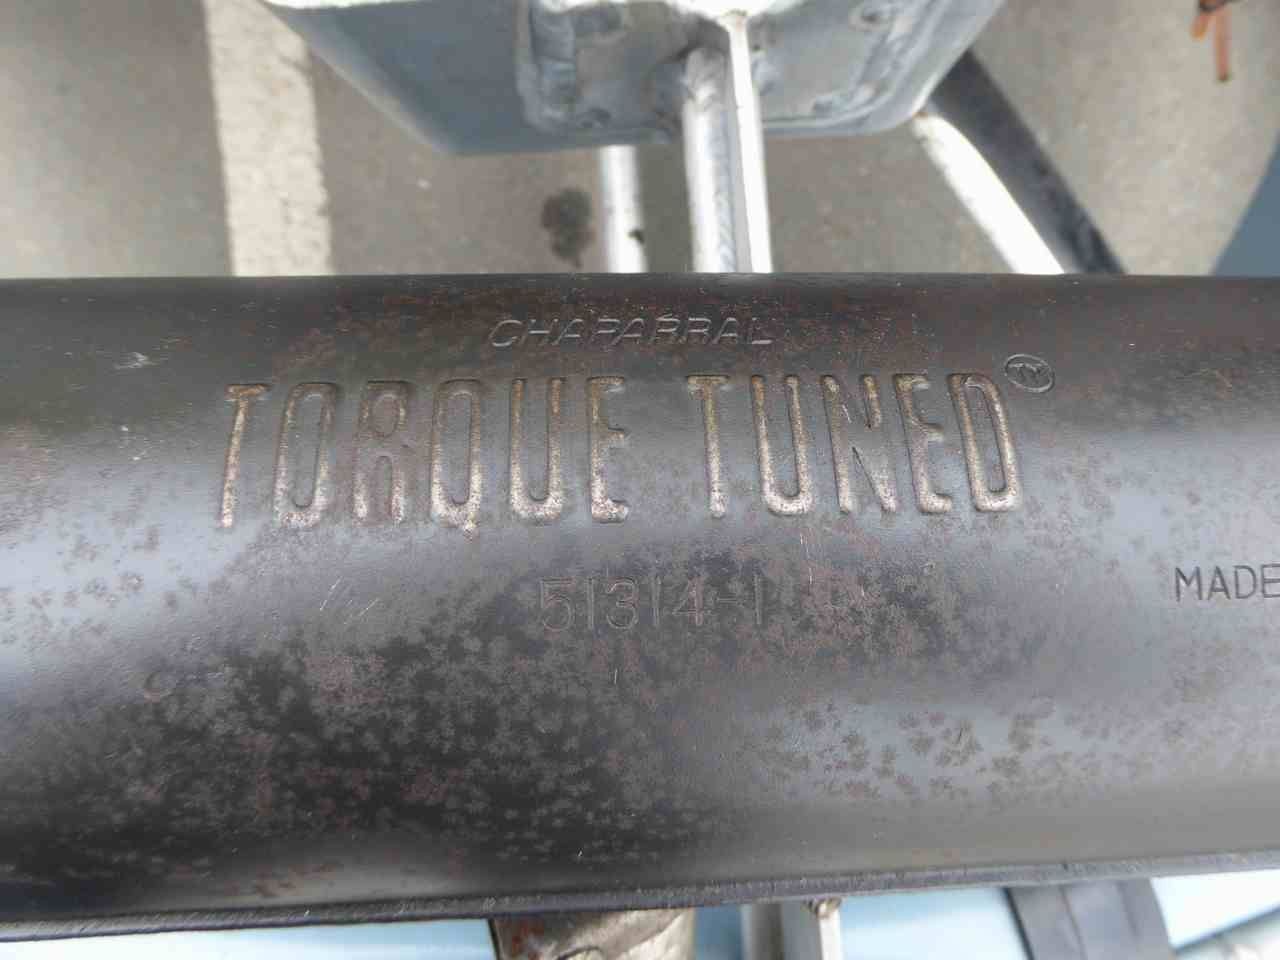 CHAPARRAL
TORQUE TUNED™
51314-1
MADE